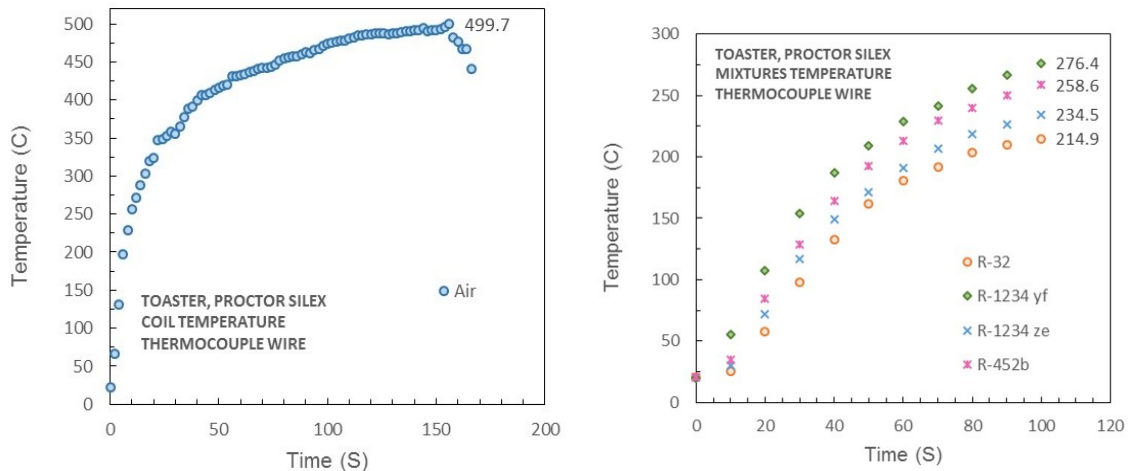 500
450
400
350
300
250
200
150
100
50
0
499.7
Air
TOASTER, PROCTOR SILEX
COIL TEMPERATURE
THERMOCOUPLE WIRE
Temperature (C)
0 50 100 150 200
Time (S)
300
250
200
150
100
50
0
TOASTER, PROCTOR SILEX
MIXTURES TEMPERATURE
THERMOCOUPLE WIRE
276.4
258.6
234.5
214.9
R-32
R-1234 yf
R-1234 ze
R-452b
Temperature (C)
0 20 40 60 80 100 120
Time (S)